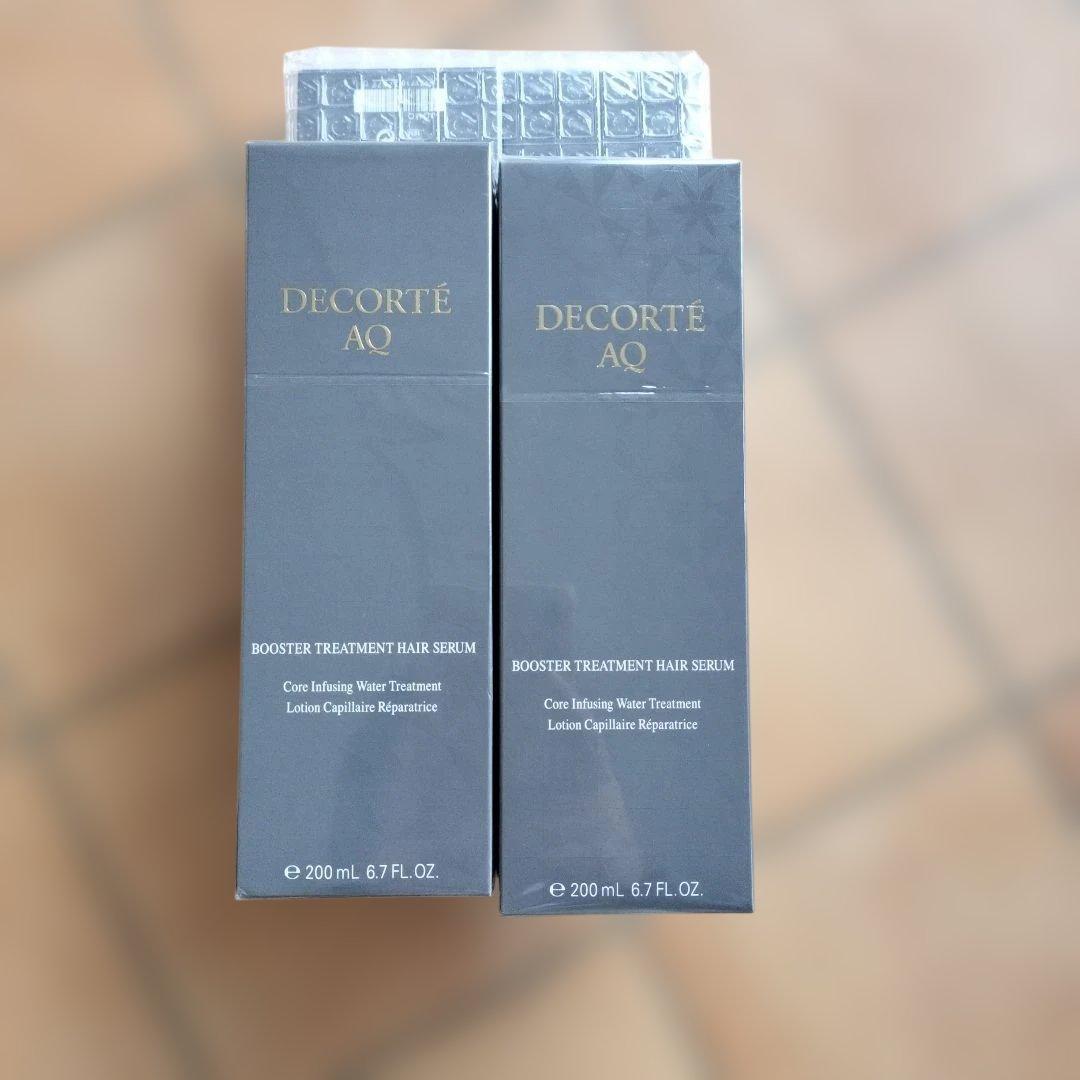 DECORTÉ
AQ
BOOSTER TREATMENT HAIR SERUM
Core Infusing Water Treatment
Lotion Capillaire Réparatrice
℮ 200 mL 6.7 FL.OZ.
DECORTÉ
AQ
BOOSTER TREATMENT HAIR SERUM
Core Infusing Water Treatment
Lotion Capillaire Réparatrice
℮ 200 mL 6.7 FL.OZ.